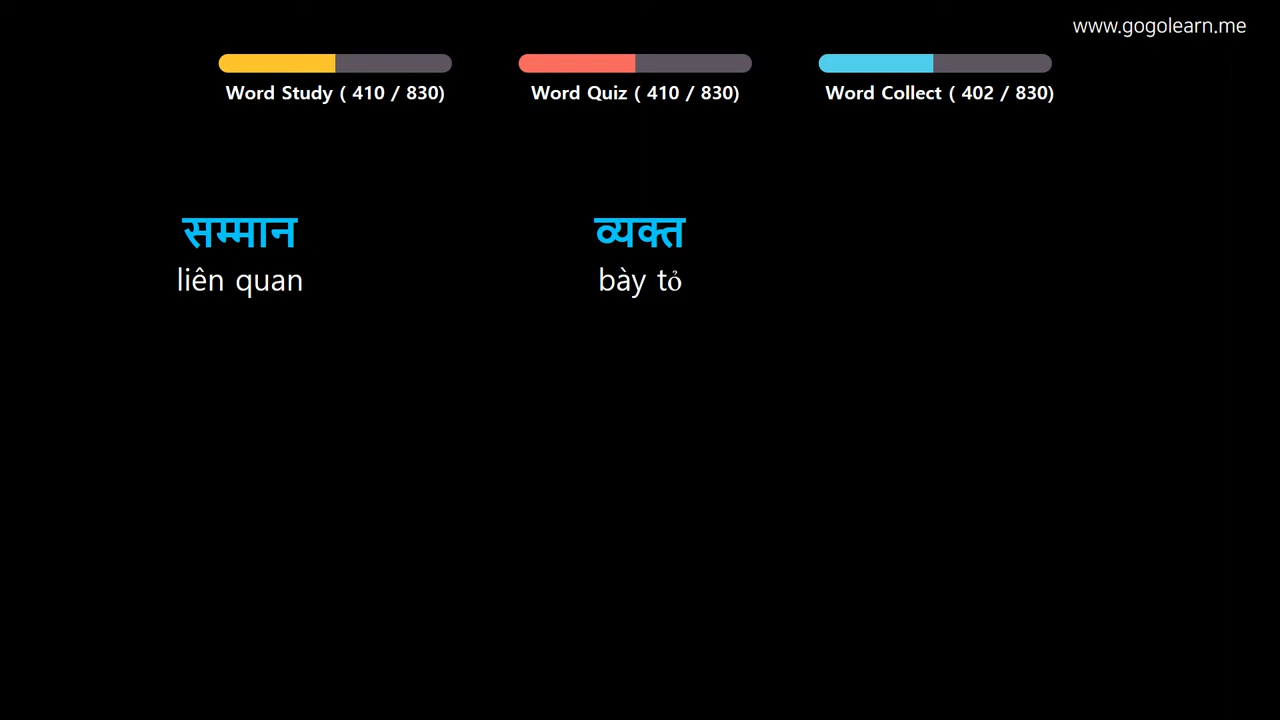 www.gogolearn.me
Word Study ( 410 / 830)
Word Quiz ( 410 / 830)
Word Collect ( 402 / 830)
सम्मान
liên quan
व्यक्त
bày tỏ